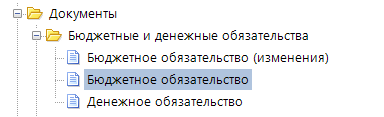 Документы
Бюджетные и денежные обязательства
Бюджетное обязательство (изменения)
Бюджетное обязательство
Денежное обязательство